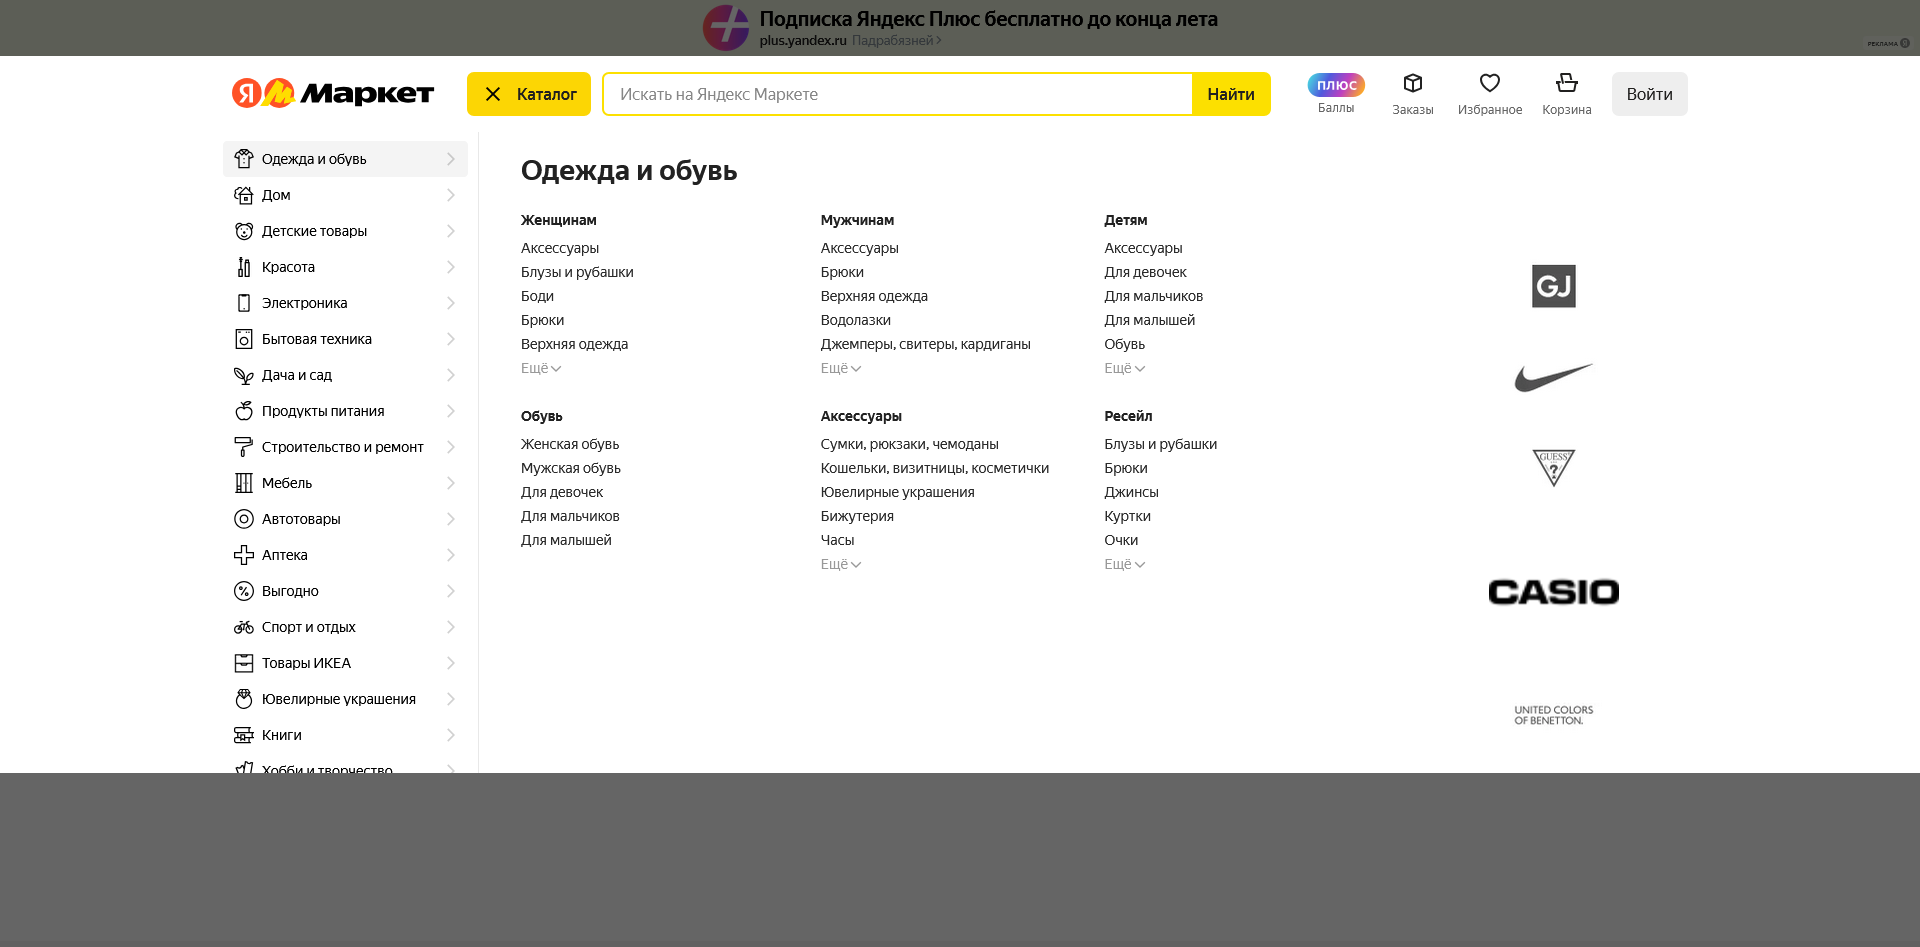 Подписка Яндекс Плюс бесплатно до конца лета
plus.yandex.ru Падрабязней
РЕКЛАМА Я
Я М Маркет
Каталог
Искать на Яндекс Маркете
Найти
ПЛЮС
Баллы
Заказы
Избранное
Корзина
Войти
Одежда и обувь
Дом
Детские товары
Красота
Электроника
Бытовая техника
Дача и сад
Продукты питания
Строительство и ремонт
Мебель
Автотовары
Аптека
Выгодно
Спорт и отдых
Товары ИКЕА
Ювелирные украшения
Книги
Хобби и творчество
Одежда и обувь
Женщинам
Аксессуары
Блузы и рубашки
Боди
Брюки
Верхняя одежда
Ещё
Мужчинам
Аксессуары
Брюки
Верхняя одежда
Водолазки
Джемперы, свитеры, кардиганы
Ещё
Детям
Аксессуары
Для девочек
Для мальчиков
Для малышей
Обувь
Ещё
Обувь
Женская обувь
Мужская обувь
Для девочек
Для мальчиков
Для малышей
Аксессуары
Сумки, рюкзаки, чемоданы
Кошельки, визитницы, косметички
Ювелирные украшения
Бижутерия
Часы
Ещё
Ресейл
Блузы и рубашки
Брюки
Джинсы
Куртки
Очки
Ещё
GJ
GUESS
?
CASIO
UNITED COLORS
OF BENETTON.